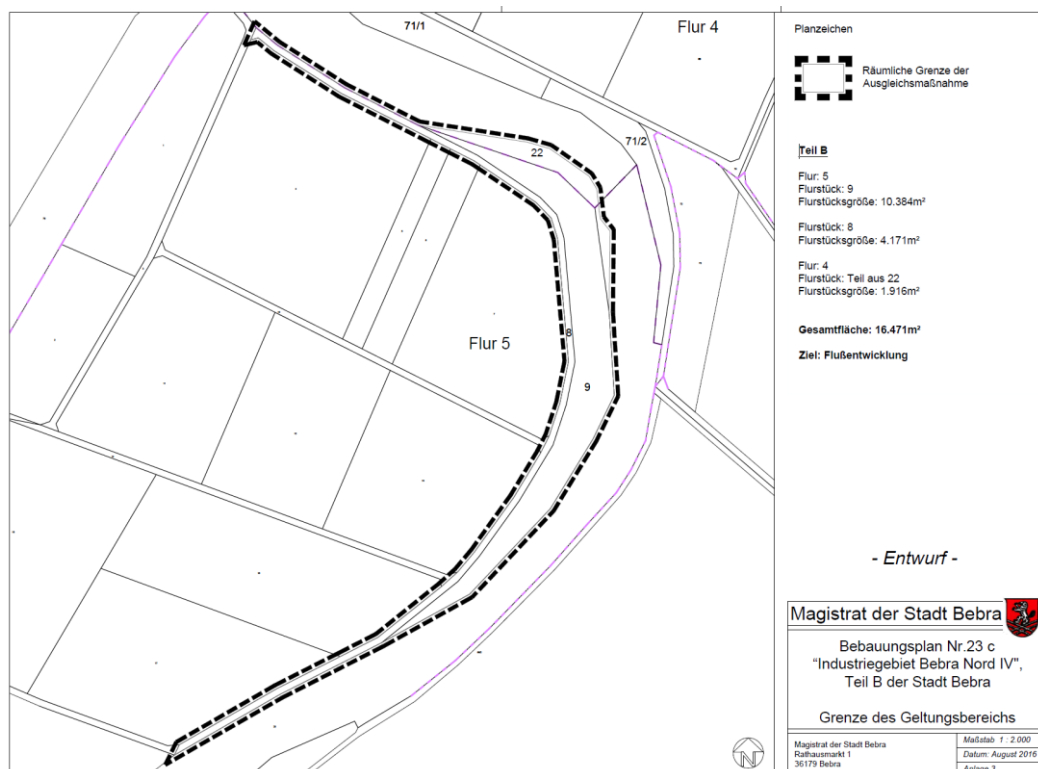 71/1
Flur 4
22
71/2
8
Flur 5
9
Planzeichen
Räumliche Grenze der
Ausgleichsmaßnahme
Teil B
Flur: 5
Flurstück: 9
Flurstücksgröße: 10.384m²
Flurstück: 8
Flurstücksgröße: 4.171m²
Flur: 4
Flurstück: Teil aus 22
Flurstücksgröße: 1.916m²
Gesamtfläche: 16.471m²
Ziel: Flußentwicklung
- Entwurf -
Magistrat der Stadt Bebra
Bebauungsplan Nr.23 c
"Industriegebiet Bebra Nord IV",
Teil B der Stadt Bebra
Grenze des Geltungsbereichs
Magistrat der Stadt Bebra
Rathausmarkt 1
36179 Bebra
Maßstab 1 : 2.000
Datum: August 2016
Anlage 3
N